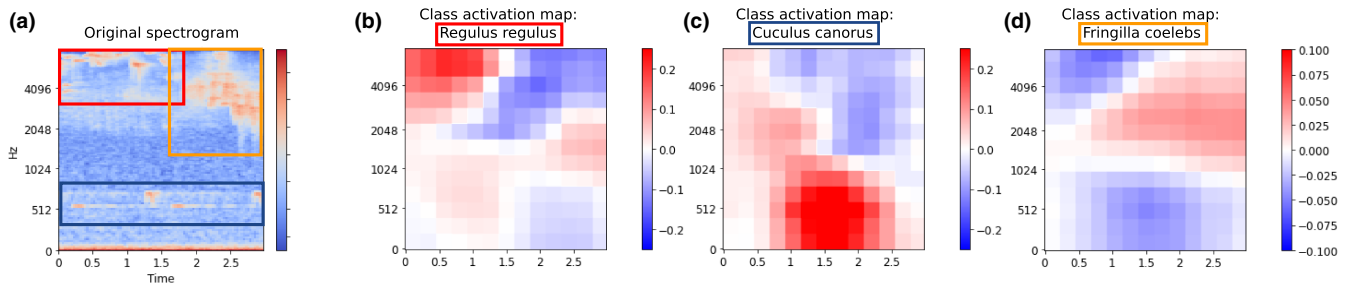 (a)
Original spectrogram
4096
2048
1024
512
0
Hz
0 0.5 1 1.5 2 2.5
Time
(b)
Class activation map:
Regulus regulus
4096
2048
1024
512
0
0 0.5 1 1.5 2 2.5
0.2
0.1
0.0
−0.1
−0.2
(c)
Class activation map:
Cuculus canorus
4096
2048
1024
512
0
0 0.5 1 1.5 2 2.5
0.2
0.1
0.0
−0.1
−0.2
(d)
Class activation map:
Fringilla coelebs
4096
2048
1024
512
0
0 0.5 1 1.5 2 2.5
0.100
0.075
0.050
0.025
0.000
−0.025
−0.050
−0.075
−0.100